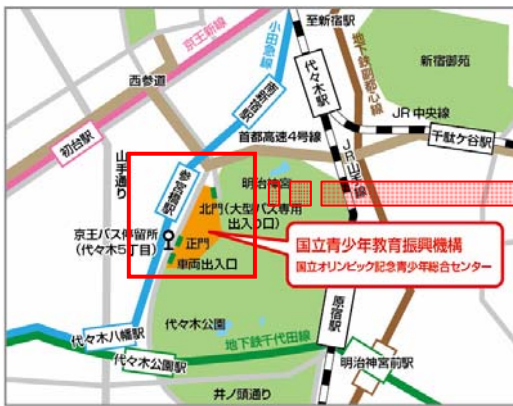 至新宿駅
小田急線
京王新線
地下鉄副都心線
新宿御苑
代々木駅
西参道
南新宿駅
JR中央線
千駄ケ谷駅
首都高速4号線
初台駅
山手通り
参宮橋駅
明治神宮
JR山手線
北門(大型バス専用
出入り口)
京王バス停留所
(代々木5丁目)
正門
車両出入口
国立青少年教育振興機構
国立オリンピック記念青少年総合センター
原宿駅
代々木公園
代々木八幡駅
代々木公園駅
地下鉄千代田線
明治神宮前駅
井ノ頭通り